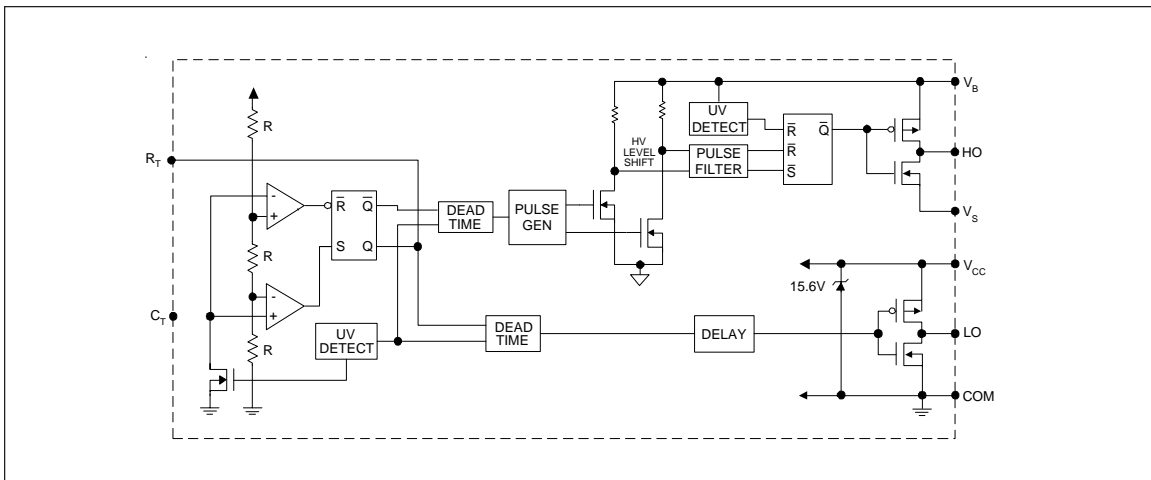 V_B
UV
DETECT
R
R̅
Q̅
HV
LEVEL
SHIFT
R_T
R̅
PULSE
FILTER
HO
S̅
-
+
R̅
Q̅
DEAD
TIME
PULSE
GEN
V_S
R
S
Q
V_CC
15.6V
-
+
C_T
UV
DETECT
DEAD
TIME
DELAY
LO
R
COM